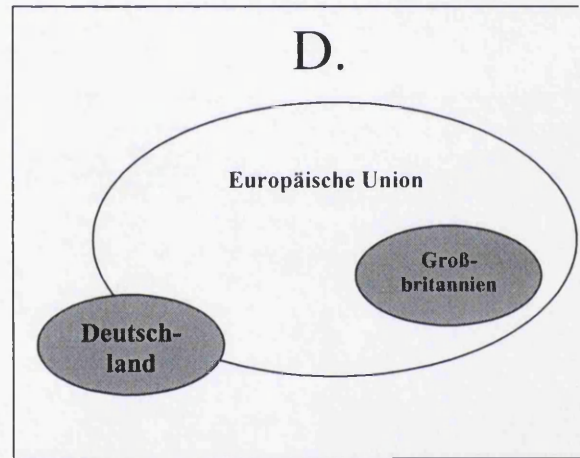 D.
Europäische Union
Groß-
britannien
Deutsch-
land